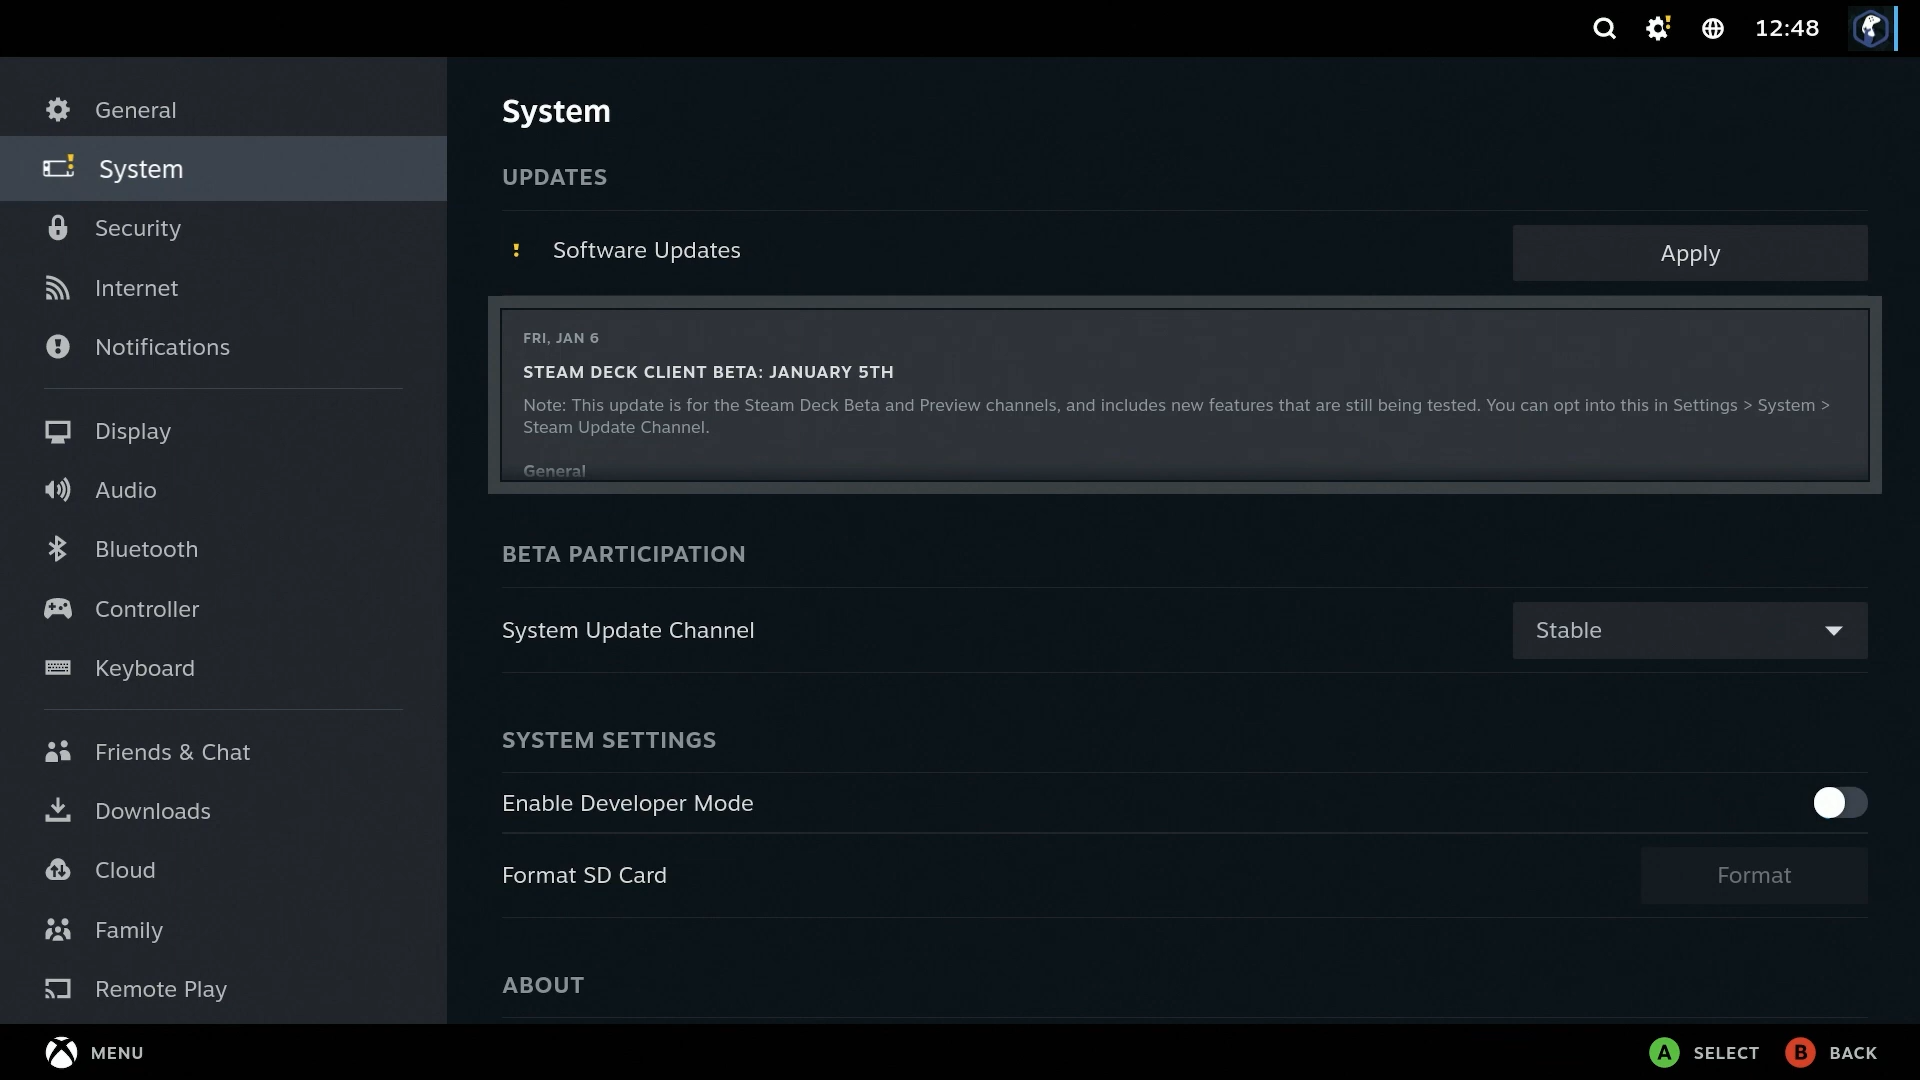 12:48
General
System
Security
Internet
Notifications
Display
Audio
Bluetooth
Controller
Keyboard
Friends & Chat
Downloads
Cloud
Family
Remote Play
System
UPDATES
! Software Updates
Apply
FRI, JAN 6
STEAM DECK CLIENT BETA: JANUARY 5TH
Note: This update is for the Steam Deck Beta and Preview channels, and includes new features that are still being tested. You can opt into this in Settings > System >
Steam Update Channel.
General
BETA PARTICIPATION
System Update Channel
Stable
SYSTEM SETTINGS
Enable Developer Mode
Format SD Card
Format
ABOUT
MENU
A SELECT
B BACK